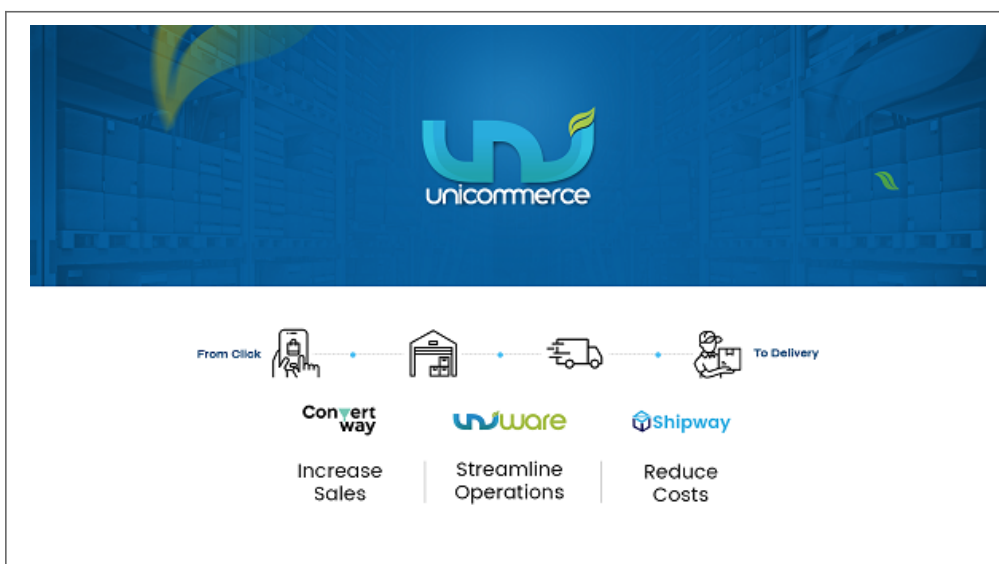 unicommerce
From Click
To Delivery
Convert
way
uniware
Shipway
Increase
Sales
Streamline
Operations
Reduce
Costs